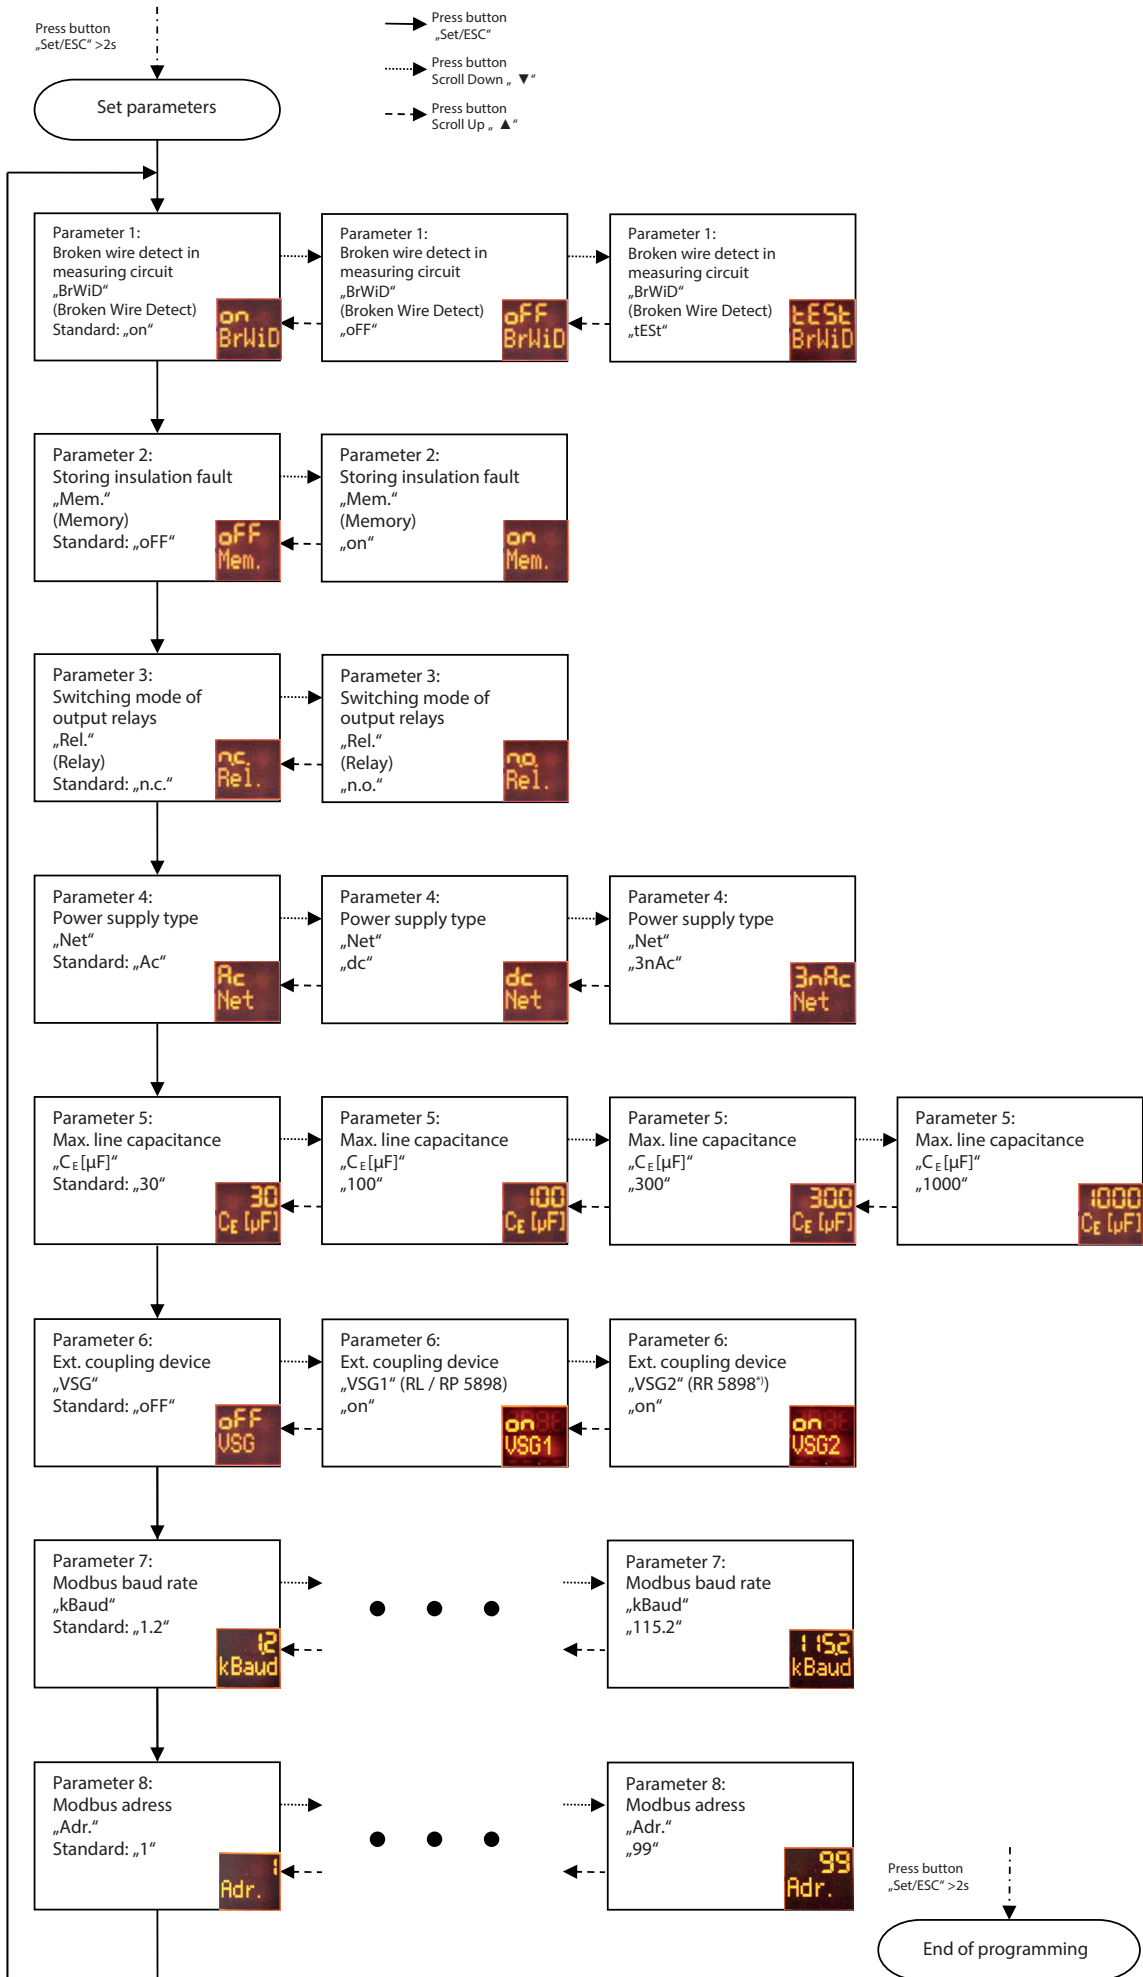 Press button
„Set/ESC“ >2s
Press button
„Set/ESC“
Press button
Scroll Down „ ▼“
Press button
Scroll Up „ ▲“
Set parameters
Parameter 1:
Broken wire detect in
measuring circuit
„BrWiD“
(Broken Wire Detect)
Standard: „on“
on
BrWiD
Parameter 1:
Broken wire detect in
measuring circuit
„BrWiD“
(Broken Wire Detect)
„oFF“
oFF
BrWiD
Parameter 1:
Broken wire detect in
measuring circuit
„BrWiD“
(Broken Wire Detect)
„tESt“
tESt
BrWiD
Parameter 2:
Storing insulation fault
„Mem.“
(Memory)
Standard: „oFF“
oFF
Mem.
Parameter 2:
Storing insulation fault
„Mem.“
(Memory)
„on“
on
Mem.
Parameter 3:
Switching mode of
output relays
„Rel.“
(Relay)
Standard: „n.c.“
n.c.
Rel.
Parameter 3:
Switching mode of
output relays
„Rel.“
(Relay)
„n.o.“
n.o.
Rel.
Parameter 4:
Power supply type
„Net“
Standard: „Ac“
Ac
Net
Parameter 4:
Power supply type
„Net“
„dc“
dc
Net
Parameter 4:
Power supply type
„Net“
„3nAc“
3nAc
Net
Parameter 5:
Max. line capacitance
„CE[µF]“
Standard: „30“
30
CE [µF]
Parameter 5:
Max. line capacitance
„CE[µF]“
„100“
100
CE [µF]
Parameter 5:
Max. line capacitance
„CE[µF]“
„300“
300
CE [µF]
Parameter 5:
Max. line capacitance
„CE[µF]“
„1000“
1000
CE [µF]
Parameter 6:
Ext. coupling device
„VSG“
Standard: „oFF“
oFF
VSG
Parameter 6:
Ext. coupling device
„VSG1“ (RL / RP 5898)
„on“
on
VSG1
Parameter 6:
Ext. coupling device
„VSG2“ (RR 5898*))
„on“
on
VSG2
Parameter 7:
Modbus baud rate
„kBaud“
Standard: „1.2“
1.2
kBaud
Parameter 7:
Modbus baud rate
„kBaud“
„115.2“
115.2
kBaud
Parameter 8:
Modbus adress
„Adr.“
Standard: „1“
1
Adr.
Parameter 8:
Modbus adress
„Adr.“
„99“
99
Adr.
Press button
„Set/ESC“ >2s
End of programming